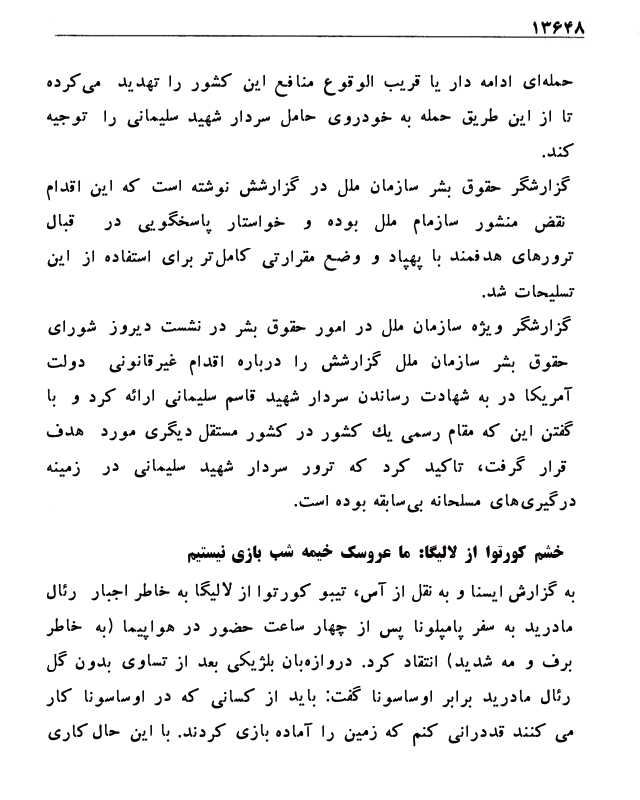 ۱۳۶۴۸
حمله‌ای ادامه دار یا قریب الوقوع منافع این کشور را تهدید می‌کرده
تا از این طریق حمله به خودروی حامل سردار شهید سلیمانی را توجیه
کند.
گزارشگر حقوق بشر سازمان ملل در گزارشش نوشته است که این اقدام
نقض منشور سازمام ملل بوده و خواستار پاسخگویی در قبال
ترورهای هدفمند با پهپاد و وضع مقرارتی کامل‌تر برای استفاده از این
تسلیحات شد.
گزارشگر ویژه سازمان ملل در امور حقوق بشر در نشست دیروز شورای
حقوق بشر سازمان ملل گزارشش را درباره اقدام غیرقانونی دولت
آمریکا در به شهادت رساندن سردار شهید قاسم سلیمانی ارائه کرد و با
گفتن این که مقام رسمی یك کشور در کشور مستقل دیگری مورد هدف
قرار گرفت، تاکید کرد که ترور سردار شهید سلیمانی در زمینه
درگیری‌های مسلحانه بی‌سابقه بوده است.
خشم کورتوا از لالیگا: ما عروسک خیمه شب بازی نیستیم
به گزارش ایسنا و به نقل از آس، تیبو کورتوا از لالیگا به خاطر اجبار رئال
مادرید به سفر پامپلونا پس از چهار ساعت حضور در هواپیما (به خاطر
برف و مه شدید) انتقاد کرد. دروازه‌بان بلژیکی بعد از تساوی بدون گل
رئال مادرید برابر اوساسونا گفت: باید از کسانی که در اوساسونا کار
می کنند قددرانی کنم که زمین را آماده بازی کردند. با این حال کاری